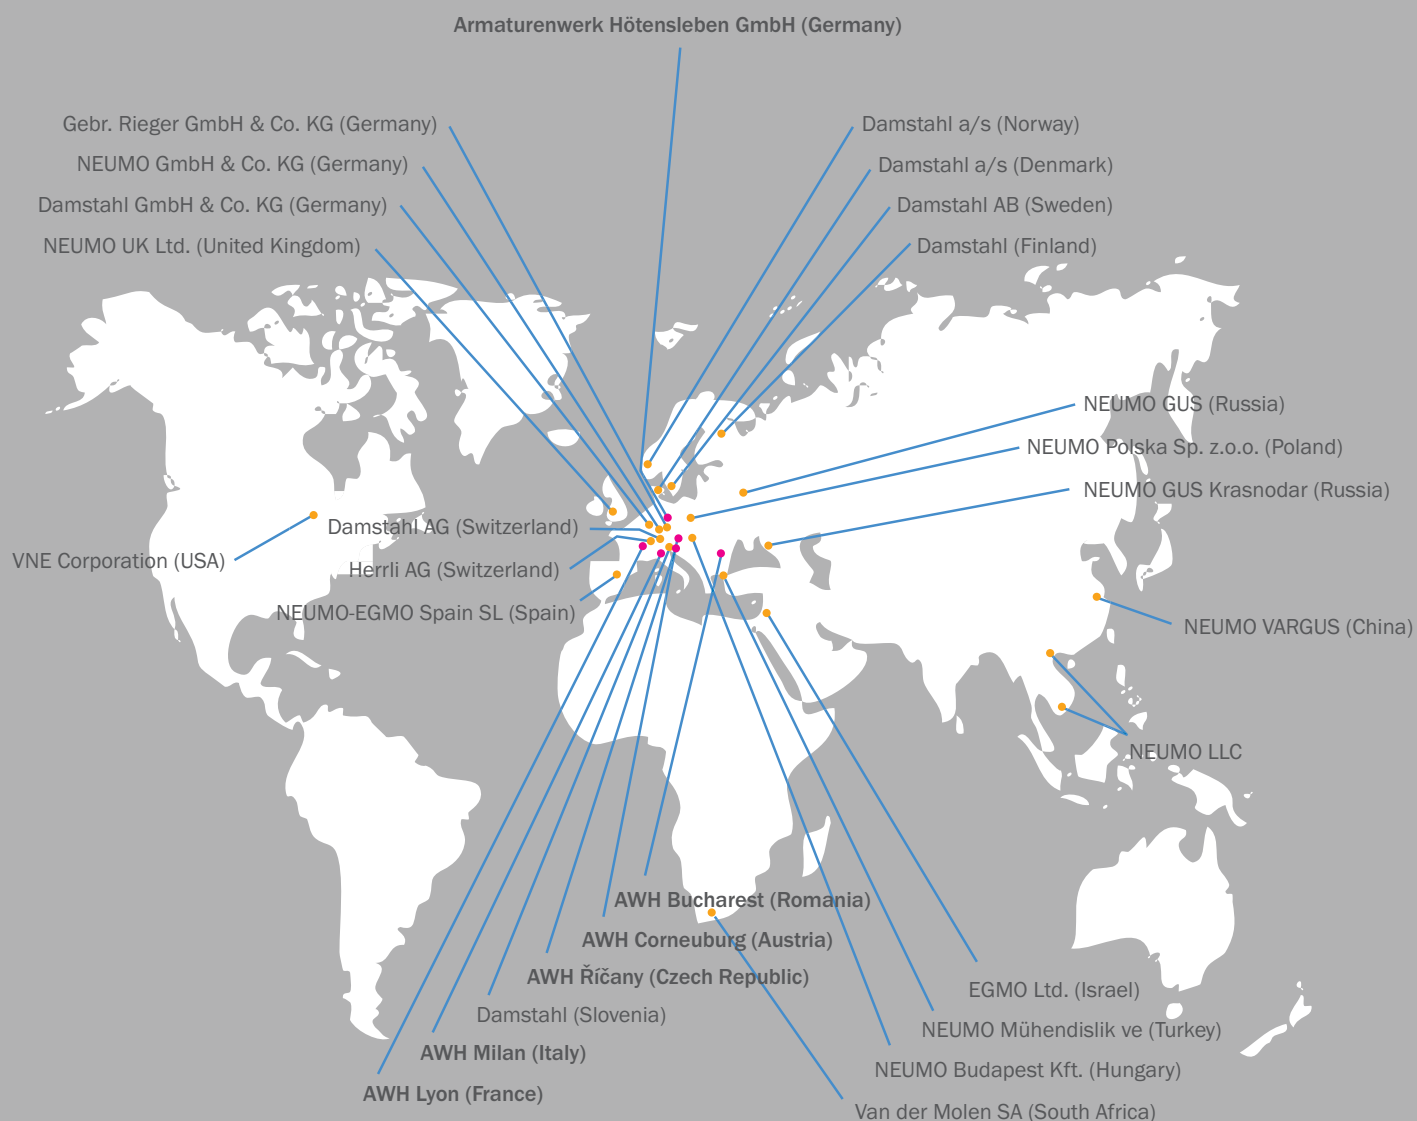 Armaturenwerk Hötensleben GmbH (Germany)
Gebr. Rieger GmbH & Co. KG (Germany)
NEUMO GmbH & Co. KG (Germany)
Damstahl GmbH & Co. KG (Germany)
NEUMO UK Ltd. (United Kingdom)
Damstahl a/s (Norway)
Damstahl a/s (Denmark)
Damstahl AB (Sweden)
Damstahl (Finland)
NEUMO GUS (Russia)
NEUMO Polska Sp. z.o.o. (Poland)
NEUMO GUS Krasnodar (Russia)
Damstahl AG (Switzerland)
VNE Corporation (USA)
Herrli AG (Switzerland)
NEUMO-EGMO Spain SL (Spain)
NEUMO VARGUS (China)
NEUMO LLC
AWH Bucharest (Romania)
AWH Corneuburg (Austria)
AWH Říčany (Czech Republic)
Damstahl (Slovenia)
AWH Milan (Italy)
AWH Lyon (France)
EGMO Ltd. (Israel)
NEUMO Mühendislik ve (Turkey)
NEUMO Budapest Kft. (Hungary)
Van der Molen SA (South Africa)